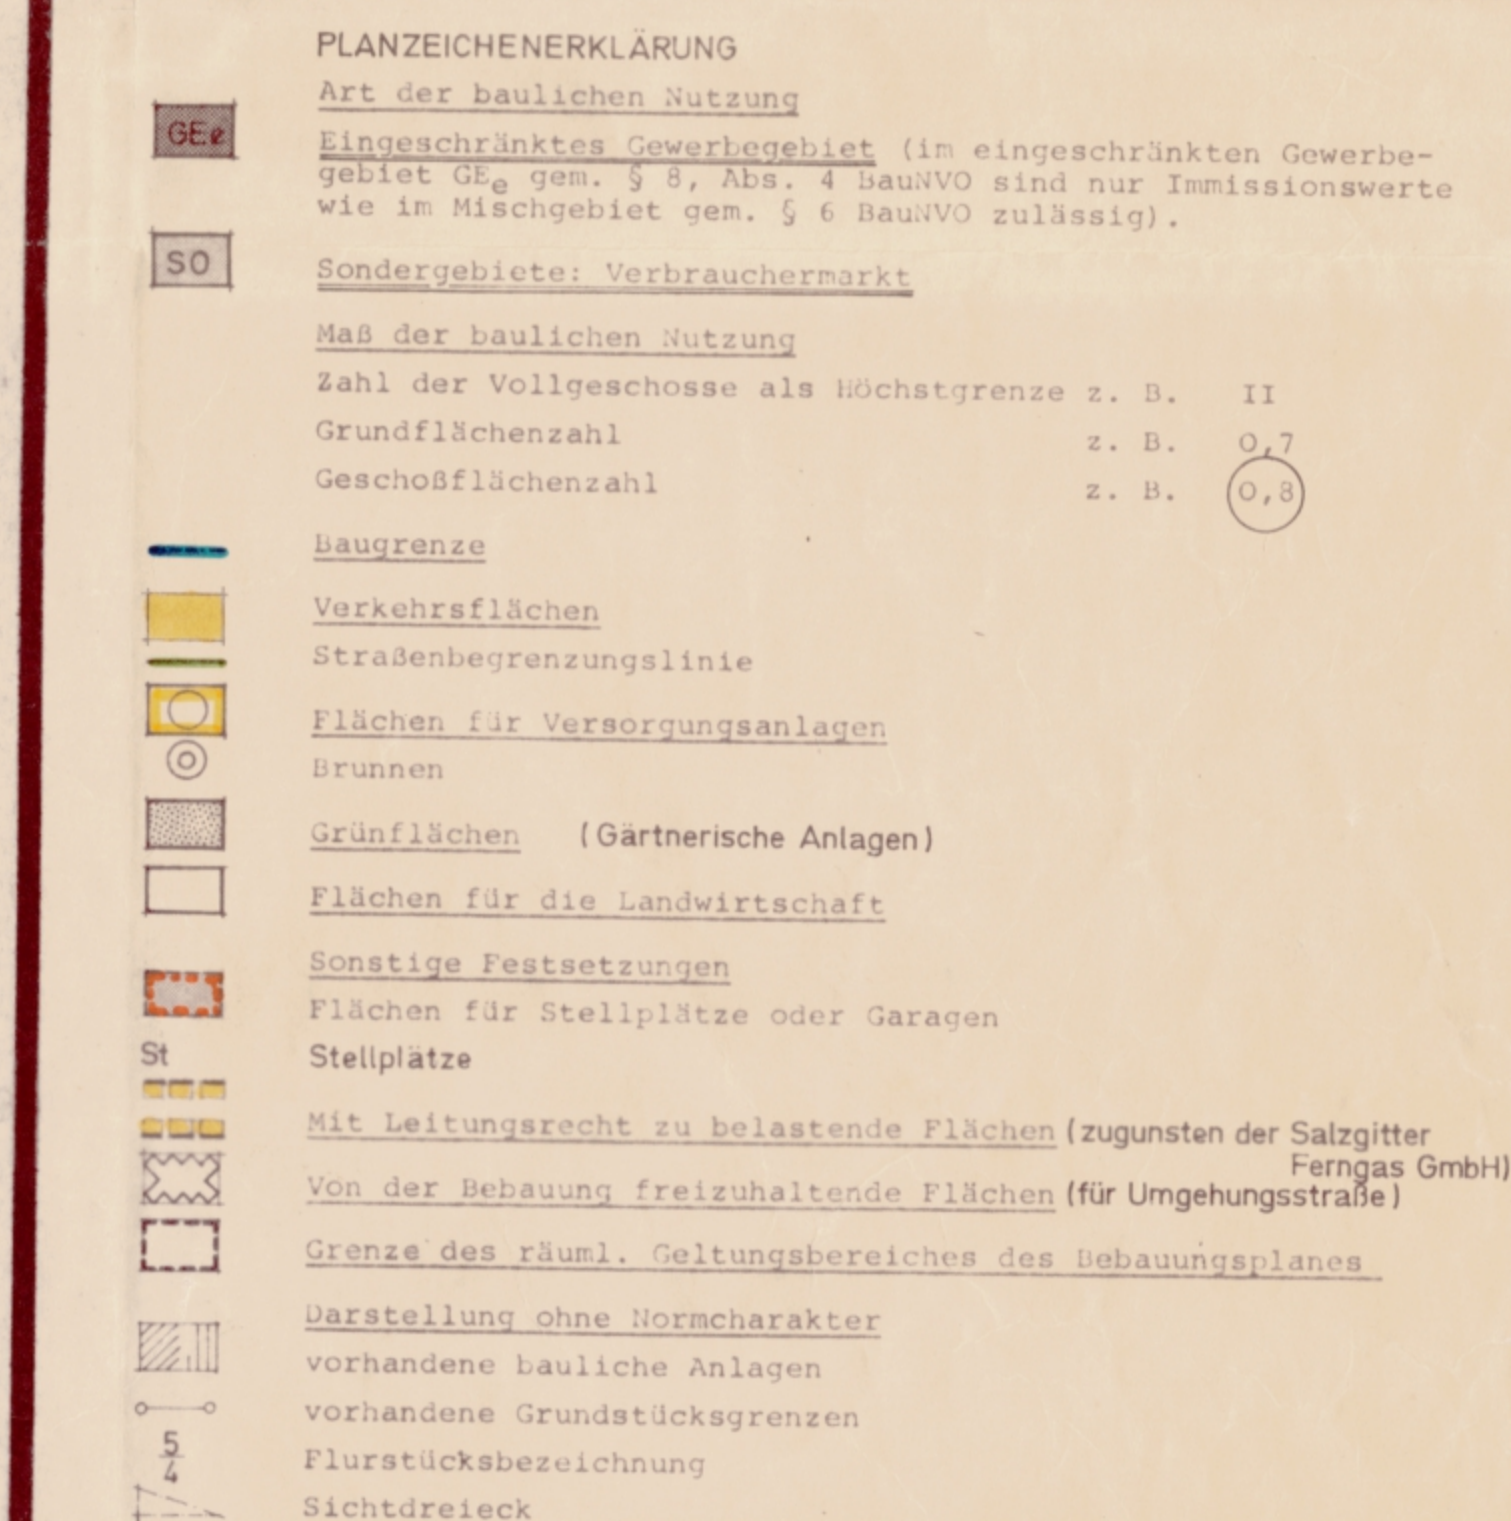 PLANZEICHENERKLÄRUNG
Art der baulichen Nutzung
GEe
Eingeschränktes Gewerbegebiet (im eingeschränkten Gewerbe-
gebiet GEe gem. § 8, Abs. 4 BauNVO sind nur Immissionswerte
wie im Mischgebiet gem. § 6 BauNVO zulässig).
SO Sondergebiete: Verbrauchermarkt
Maß der baulichen Nutzung
Zahl der Vollgeschosse als Höchstgrenze z. B. II
Grundflächenzahl z. B. 0,7
Geschoßflächenzahl z. B. 0,8
Baugrenze
Verkehrsflächen
Straßenbegrenzungslinie
Flächen für Versorgungsanlagen
Brunnen
Grünflächen (Gärtnerische Anlagen)
Flächen für die Landwirtschaft
Sonstige Festsetzungen
Flächen für Stellplätze oder Garagen
St Stellplätze
Mit Leitungsrecht zu belastende Flächen (zugunsten der Salzgitter
Ferngas GmbH)
Von der Bebauung freizuhaltende Flächen (für Umgehungsstraße)
Grenze des räuml. Geltungsbereiches des Bebauungsplanes
Darstellung ohne Normcharakter
vorhandene bauliche Anlagen
vorhandene Grundstücksgrenzen
5/4 Flurstücksbezeichnung
Sichtdreieck